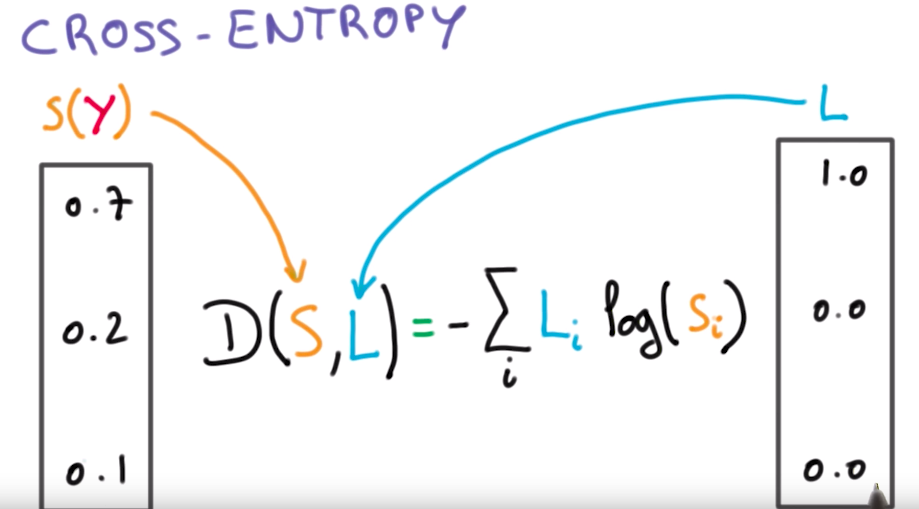 CROSS-ENTROPY
S(Y)
L
0.7
0.2
0.1
D(S,L) = -∑i Li log(Si)
1.0
0.0
0.0